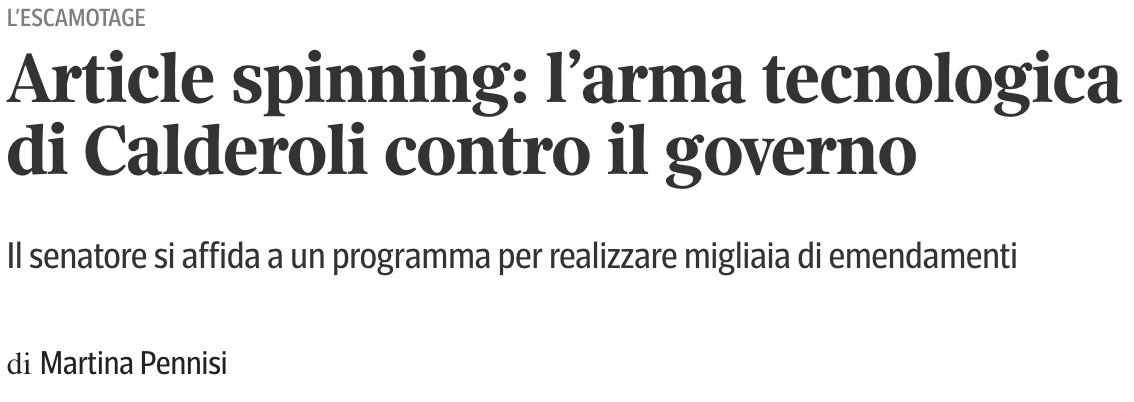 L'ESCAMOTAGE
Article spinning: l’arma tecnologica
di Calderoli contro il governo
Il senatore si affida a un programma per realizzare migliaia di emendamenti
di Martina Pennisi